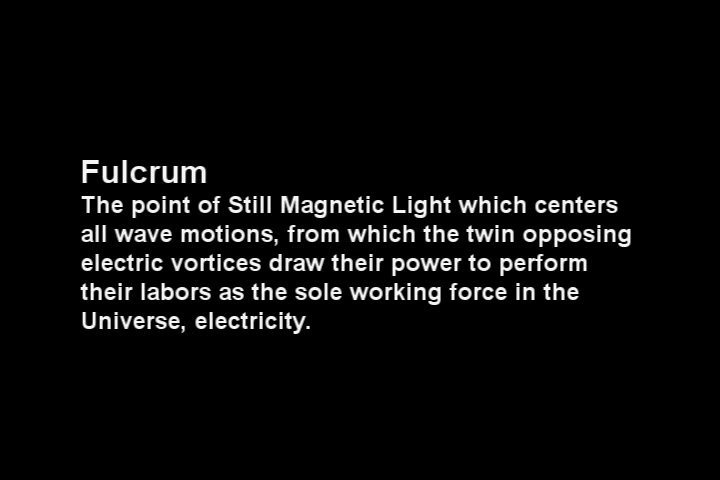 Fulcrum
The point of Still Magnetic Light which centers
all wave motions, from which the twin opposing
electric vortices draw their power to perform
their labors as the sole working force in the
Universe, electricity.